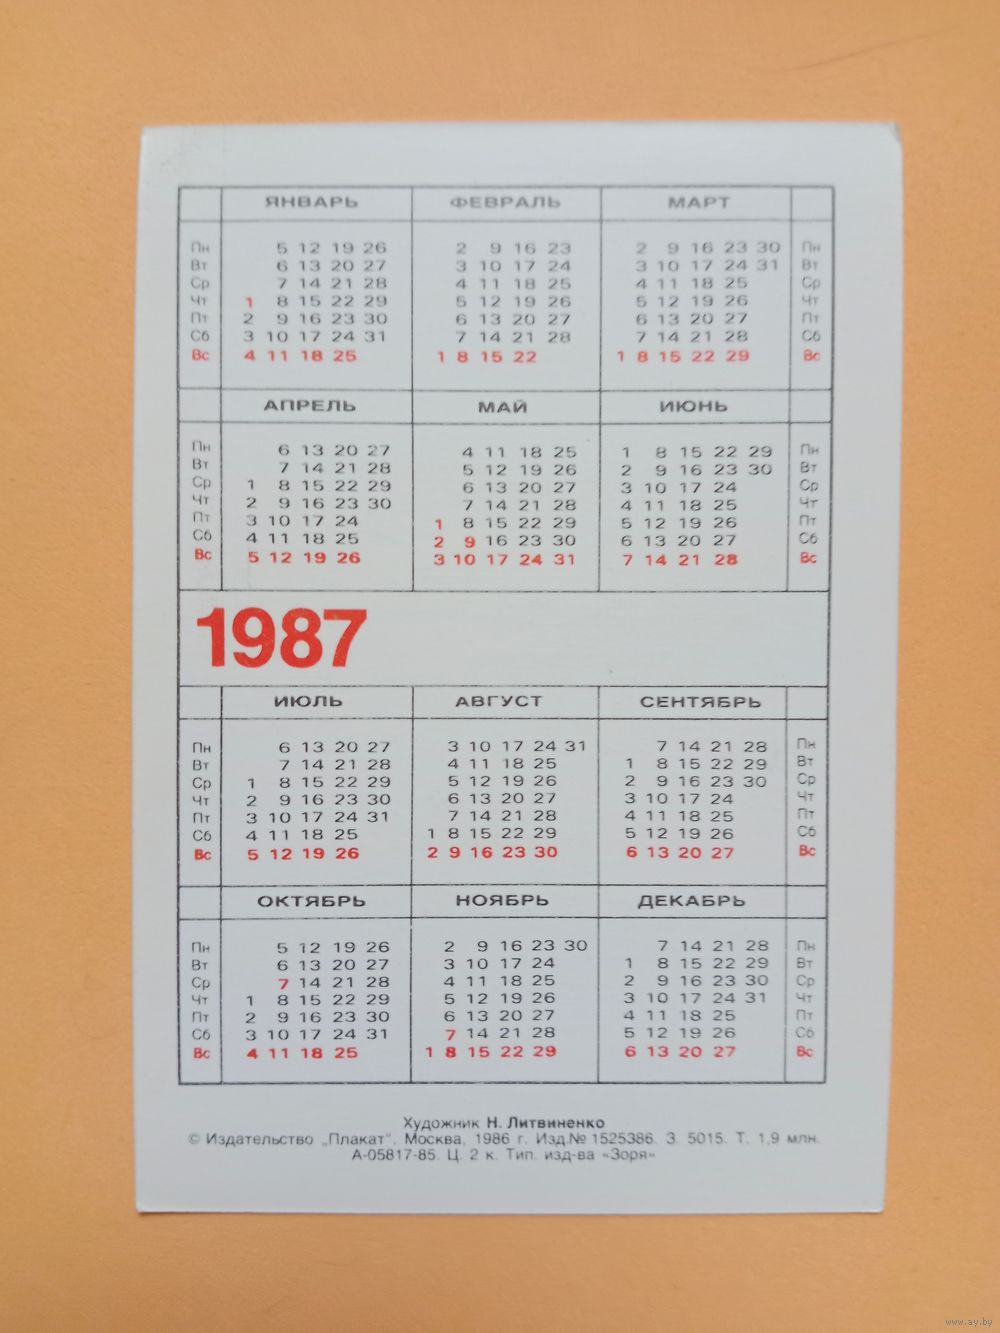 ЯНВАРЬ ФЕВРАЛЬ МАРТ
Пн 5 12 19 26 2 9 16 23 2 9 16 23 30 Пн
Вт 6 13 20 27 3 10 17 24 3 10 17 24 31 Вт
Ср 7 14 21 28 4 11 18 25 4 11 18 25 Ср
Чт 1 8 15 22 29 5 12 19 26 5 12 19 26 Чт
Пт 2 9 16 23 30 6 13 20 27 6 13 20 27 Пт
Сб 3 10 17 24 31 7 14 21 28 7 14 21 28 Сб
Вс 4 11 18 25 1 8 15 22 1 8 15 22 29 Вс
АПРЕЛЬ МАЙ ИЮНЬ
Пн 6 13 20 27 4 11 18 25 1 8 15 22 29 Пн
Вт 7 14 21 28 5 12 19 26 2 9 16 23 30 Вт
Ср 1 8 15 22 29 6 13 20 27 3 10 17 24 Ср
Чт 2 9 16 23 30 7 14 21 28 4 11 18 25 Чт
Пт 3 10 17 24 1 8 15 22 29 5 12 19 26 Пт
Сб 4 11 18 25 2 9 16 23 30 6 13 20 27 Сб
Вс 5 12 19 26 3 10 17 24 31 7 14 21 28 Вс
1987
ИЮЛЬ АВГУСТ СЕНТЯБРЬ
Пн 6 13 20 27 3 10 17 24 31 7 14 21 28 Пн
Вт 7 14 21 28 4 11 18 25 1 8 15 22 29 Вт
Ср 1 8 15 22 29 5 12 19 26 2 9 16 23 30 Ср
Чт 2 9 16 23 30 6 13 20 27 3 10 17 24 Чт
Пт 3 10 17 24 31 7 14 21 28 4 11 18 25 Пт
Сб 4 11 18 25 1 8 15 22 29 5 12 19 26 Сб
Вс 5 12 19 26 2 9 16 23 30 6 13 20 27 Вс
ОКТЯБРЬ НОЯБРЬ ДЕКАБРЬ
Пн 5 12 19 26 2 9 16 23 30 7 14 21 28 Пн
Вт 6 13 20 27 3 10 17 24 1 8 15 22 29 Вт
Ср 7 14 21 28 4 11 18 25 2 9 16 23 30 Ср
Чт 1 8 15 22 29 5 12 19 26 3 10 17 24 31 Чт
Пт 2 9 16 23 30 6 13 20 27 4 11 18 25 Пт
Сб 3 10 17 24 31 7 14 21 28 5 12 19 26 Сб
Вс 4 11 18 25 1 8 15 22 29 6 13 20 27 Вс
Художник Н. Литвиненко
© Издательство „Плакат". Москва, 1986 г. Изд.№ 1525386. З. 5015. Т. 1,9 млн.
А-05817-85. Ц. 2 к. Тип. изд-ва «Зоря»
www.ay.by